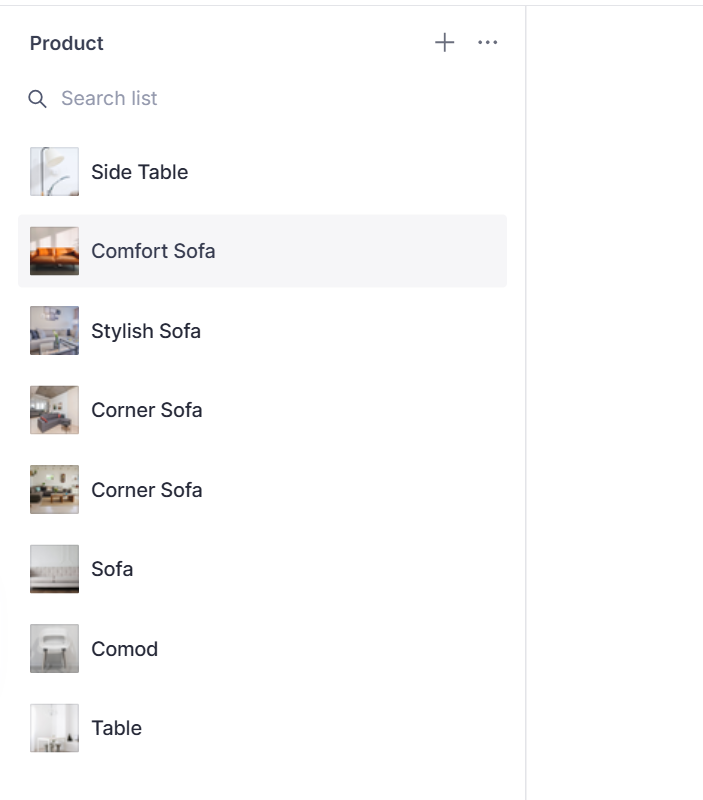 Product
Search list
Side Table
Comfort Sofa
Stylish Sofa
Corner Sofa
Corner Sofa
Sofa
Comod
Table